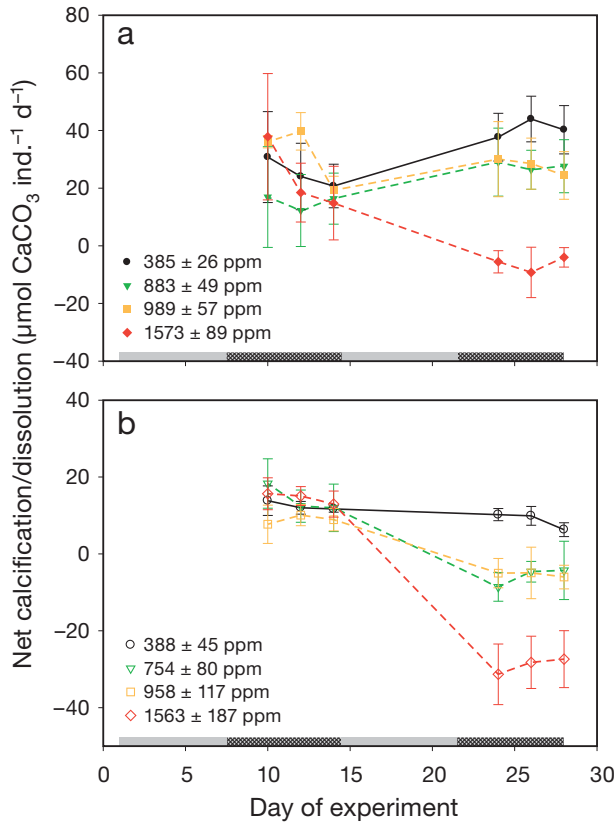 Net calcification/dissolution (µmol CaCO₃ ind.⁻¹ d⁻¹)
a
80
60
40
20
0
−20
−40
385 ± 26 ppm
883 ± 49 ppm
989 ± 57 ppm
1573 ± 89 ppm
b
40
20
0
−20
−40
388 ± 45 ppm
754 ± 80 ppm
958 ± 117 ppm
1563 ± 187 ppm
0 5 10 15 20 25 30
Day of experiment